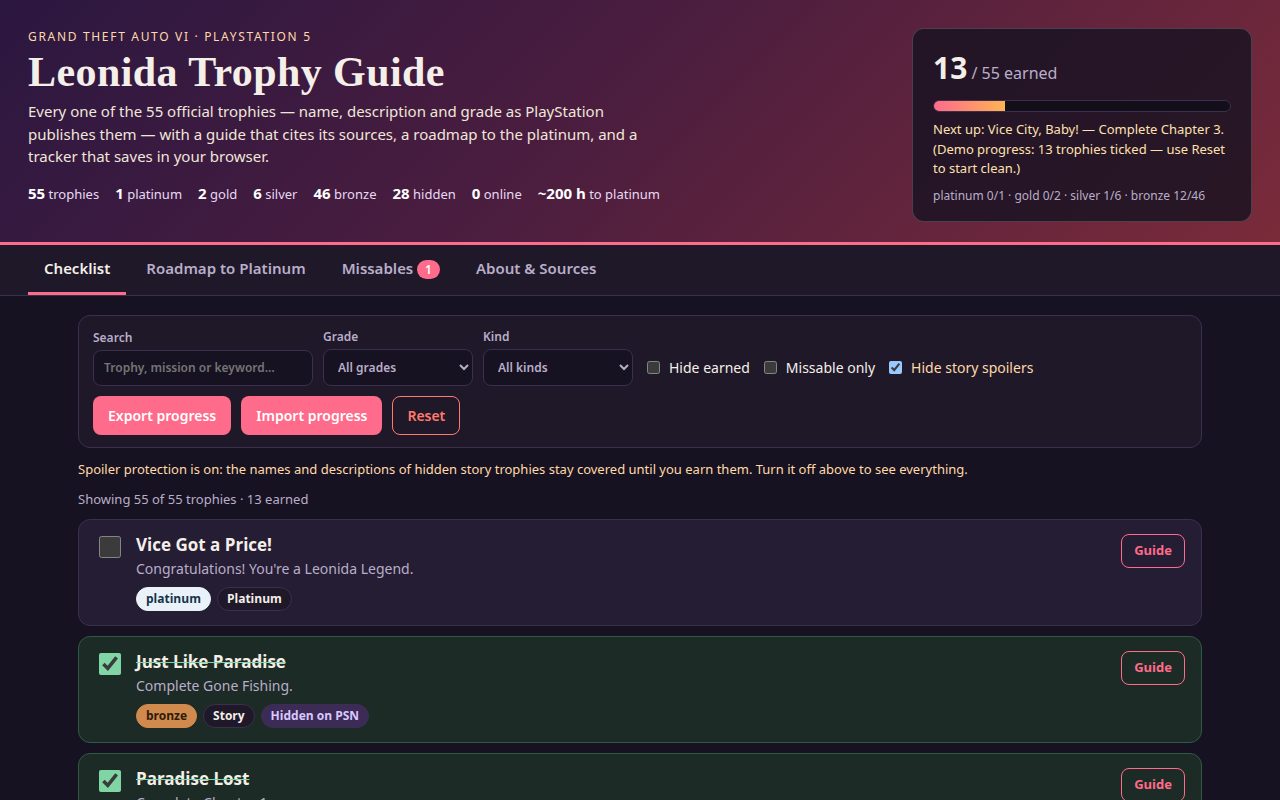 GRAND THEFT AUTO VI · PLAYSTATION 5
Leonida Trophy Guide
Every one of the 55 official trophies — name, description and grade as PlayStation
publishes them — with a guide that cites its sources, a roadmap to the platinum, and a
tracker that saves in your browser.
55 trophies 1 platinum 2 gold 6 silver 46 bronze 28 hidden 0 online ~200 h to platinum
13 / 55 earned
Next up: Vice City, Baby! — Complete Chapter 3.
(Demo progress: 13 trophies ticked — use Reset
to start clean.)
platinum 0/1 · gold 0/2 · silver 1/6 · bronze 12/46
Checklist Roadmap to Platinum Missables 1 About & Sources
Search Grade Kind
Trophy, mission or keyword... All grades All kinds Hide earned Missable only Hide story spoilers
Export progress Import progress Reset
Spoiler protection is on: the names and descriptions of hidden story trophies stay covered until you earn them. Turn it off above to see everything.
Showing 55 of 55 trophies · 13 earned
Vice Got a Price!
Guide
Congratulations! You're a Leonida Legend.
platinum Platinum
Just Like Paradise
Guide
Complete Gone Fishing.
bronze Story Hidden on PSN
Paradise Lost
Guide